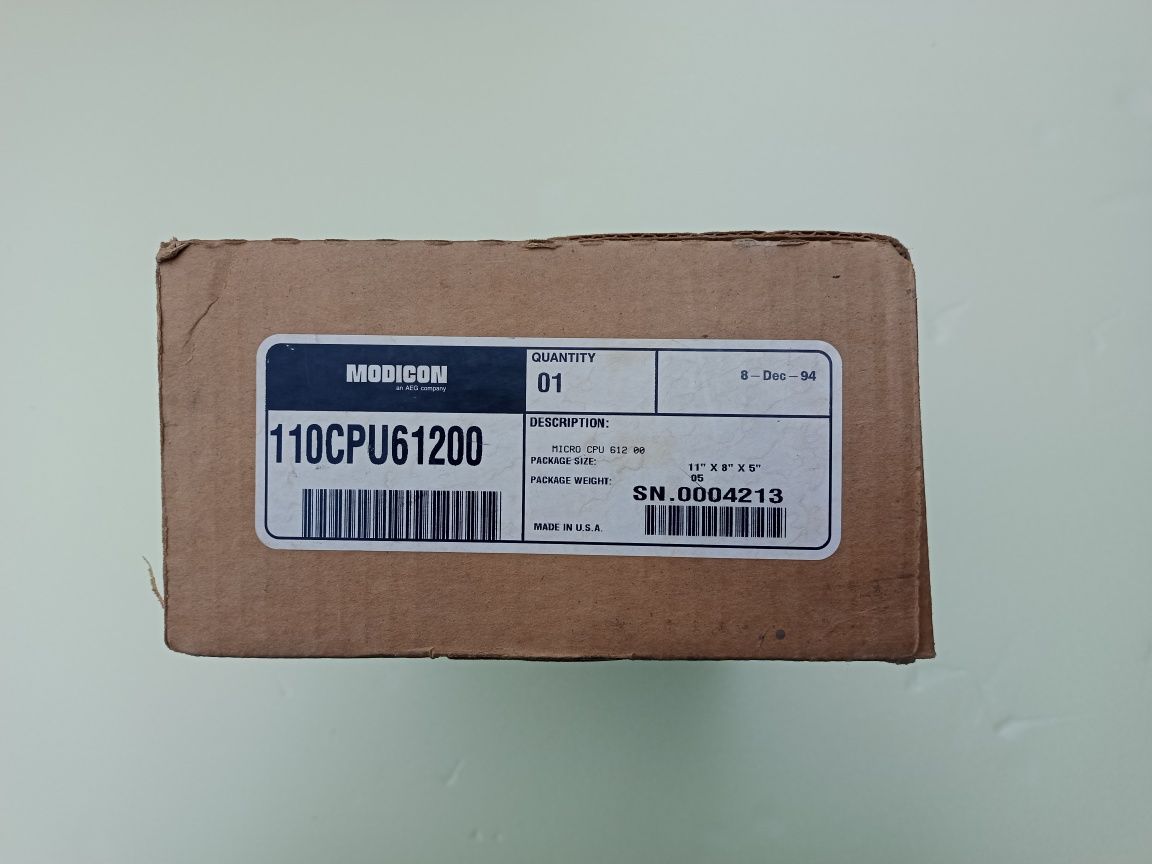 MODICON
an AEG company
QUANTITY
01
8-Dec-94
110CPU61200
DESCRIPTION:
MICRO CPU 612 00
PACKAGE SIZE:
11" X 8" X 5"
PACKAGE WEIGHT:
05
SN.0004213
MADE IN U.S.A.